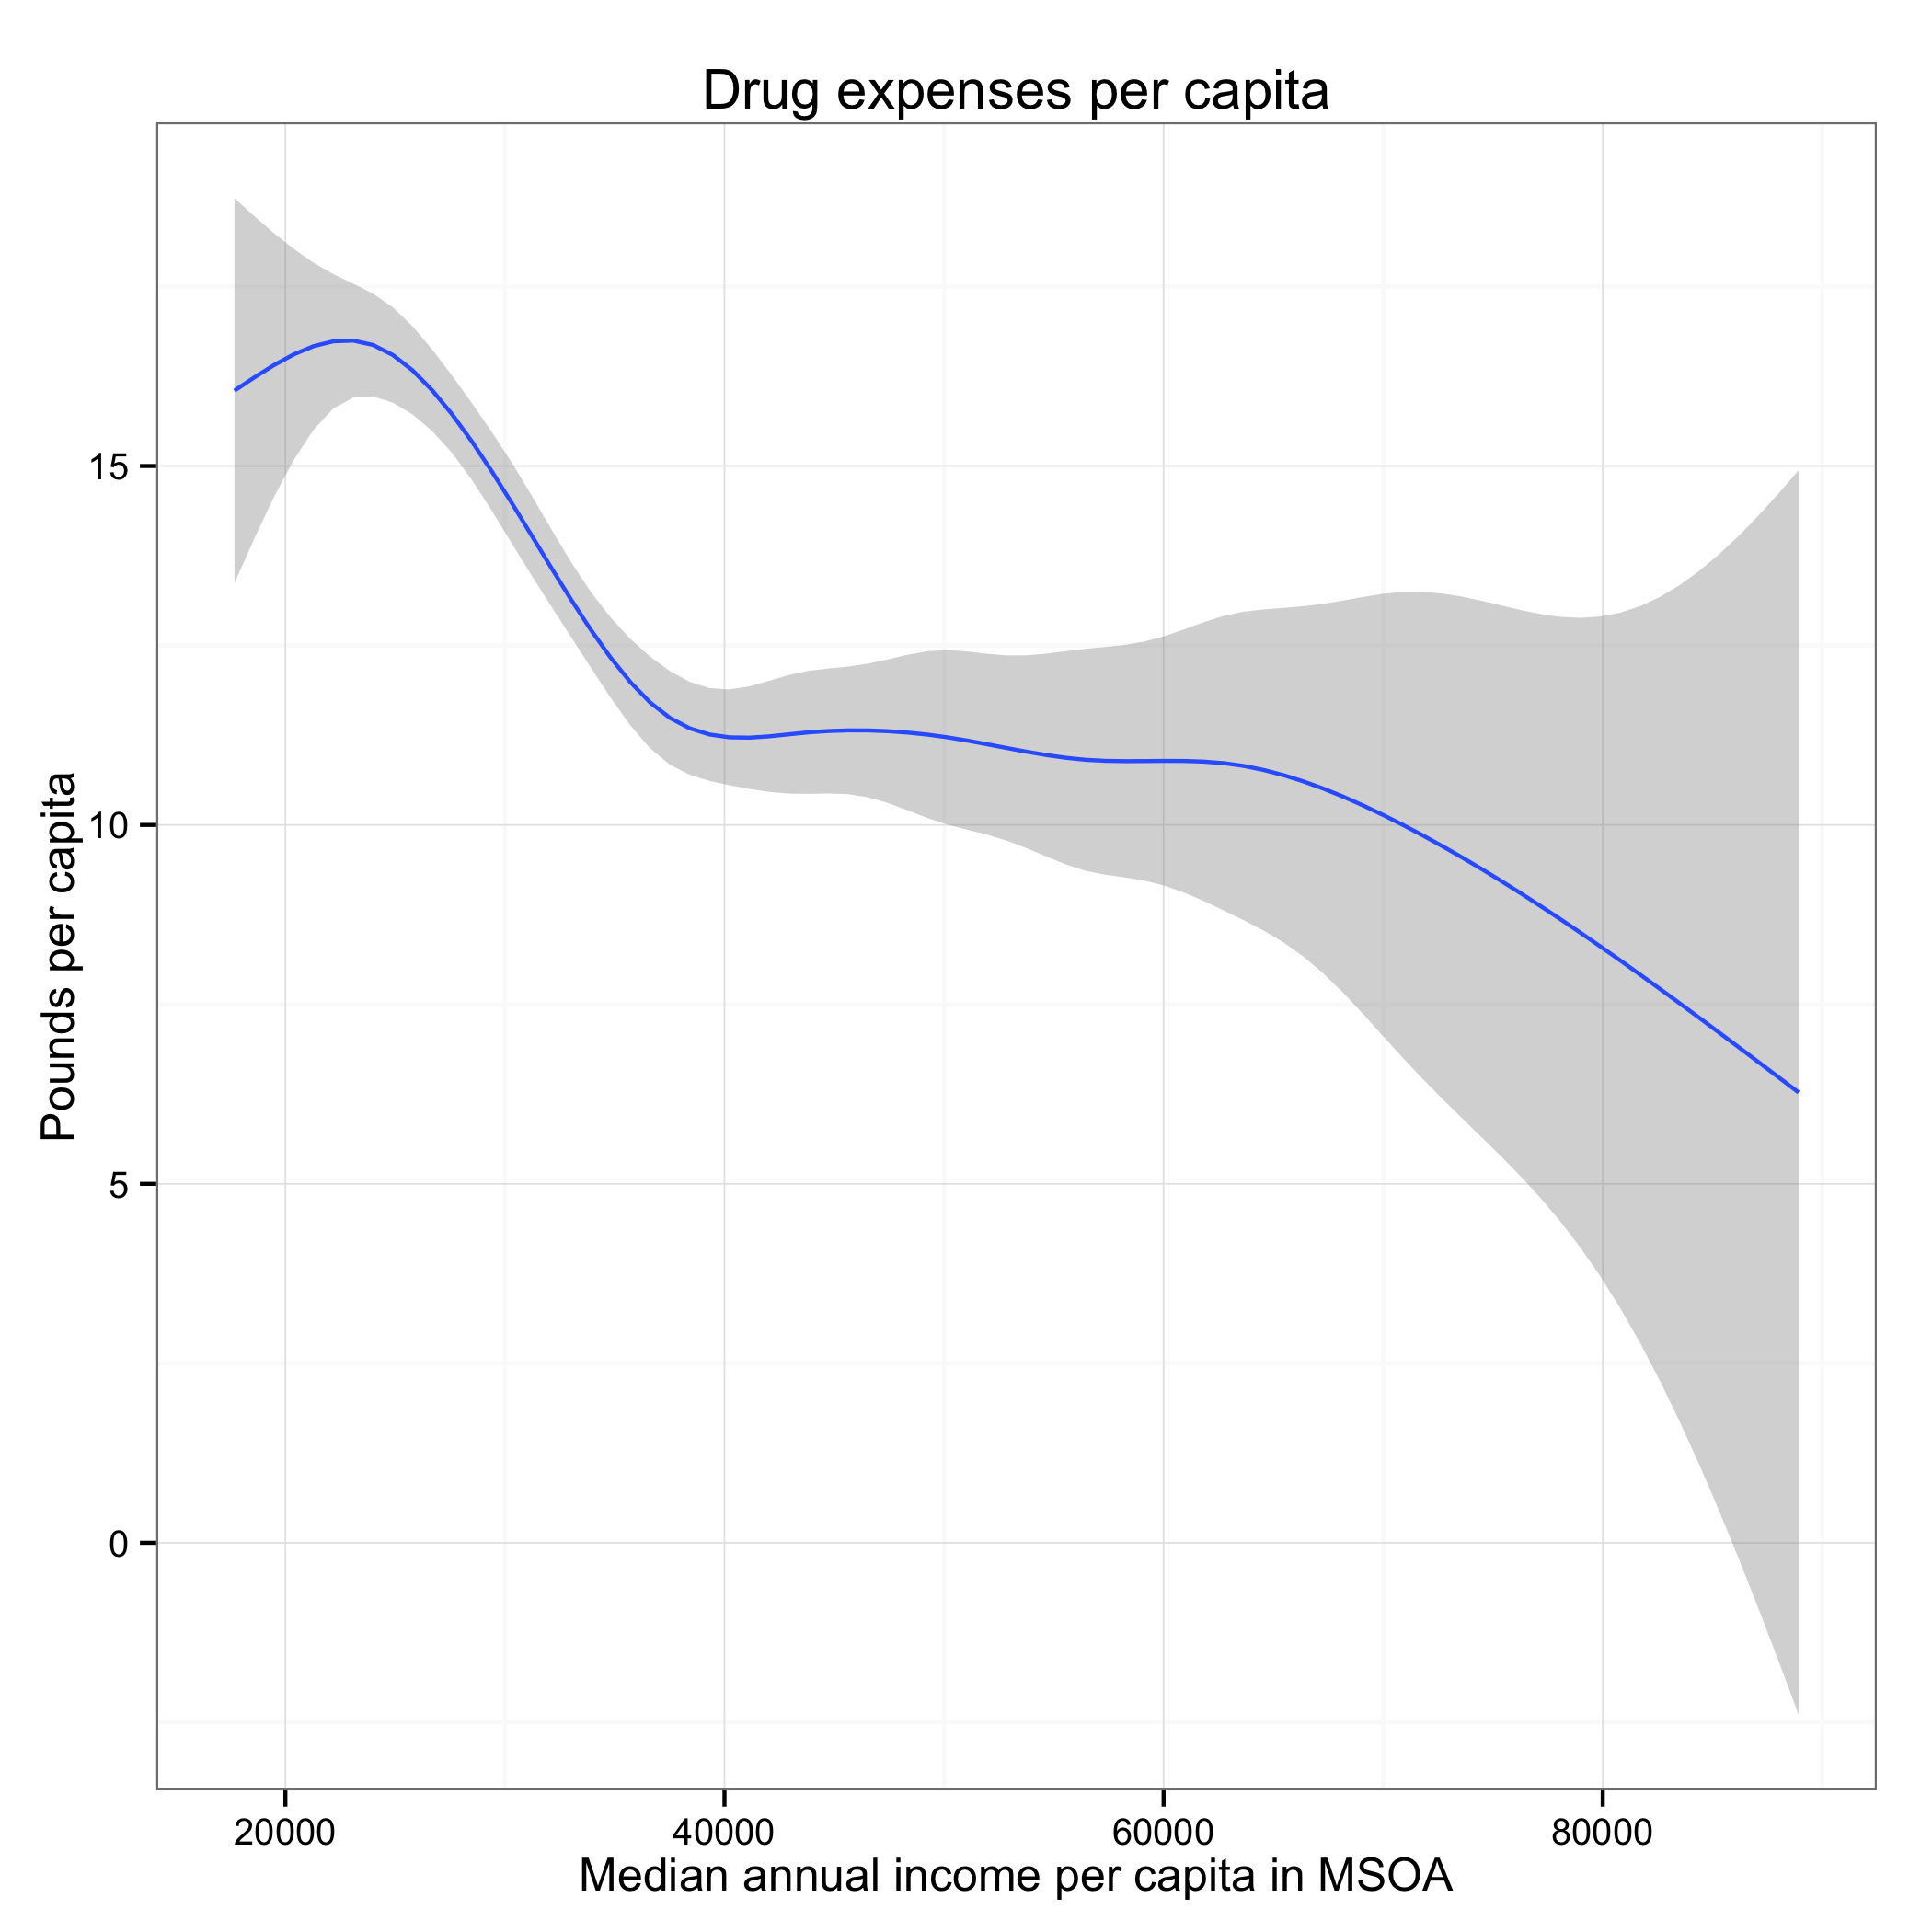 Drug expenses per capita
Pounds per capita
15
10
5
0
20000 40000 60000 80000
Median annual income per capita in MSOA